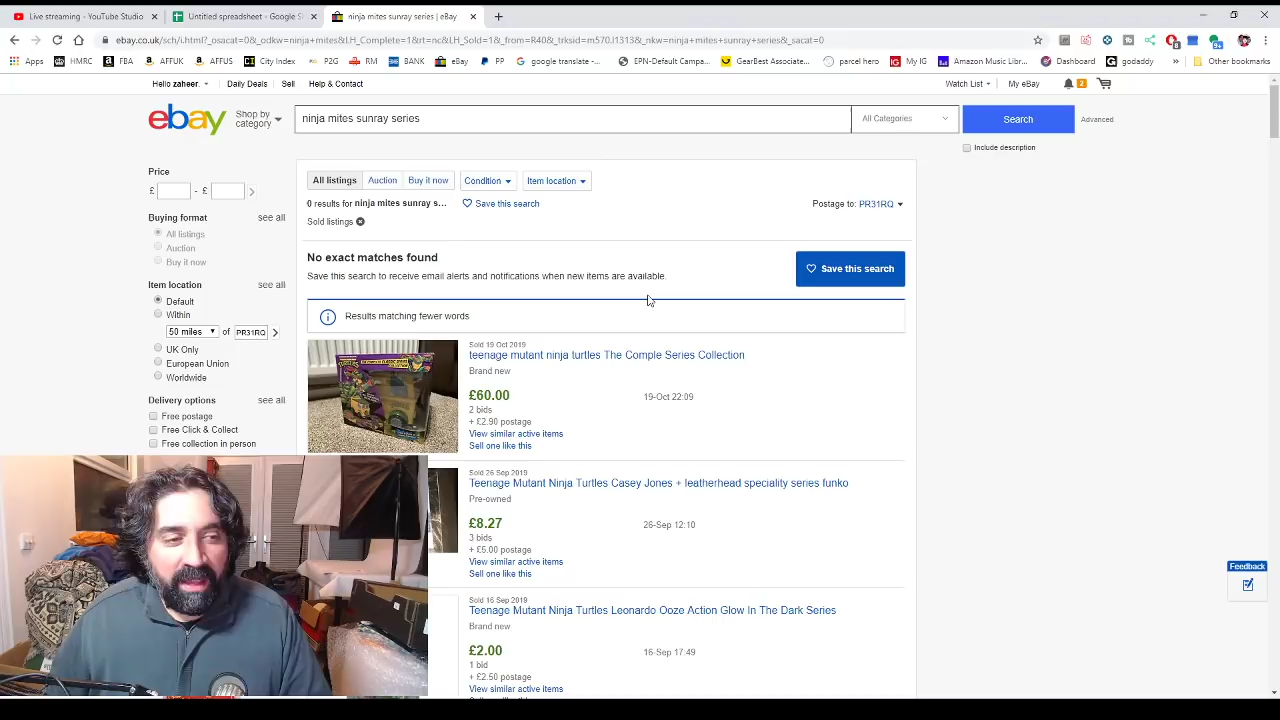 Live streaming - YouTube Studio
Untitled spreadsheet - Google S
ninja mites sunray series | eBay
ebay.co.uk/sch/i.html?_osacat=0&_odkw=ninja+mites&LH_Complete=1&rt=nc&LH_Sold=1&_from=R40&_trksid=m570.l1313&_nkw=ninja+mites+sunray+series&_sacat=0
Apps HMRC FBA AFFUK AFFUS City Index P2G RM BANK eBay PP google translate -... EPN-Default Campa... GearBest Associate... parcel hero My IG Amazon Music Libr... Dashboard godaddy » Other bookmarks
Hello zaheer. Daily Deals Sell Help & Contact Watch List My eBay 2
ebay Shop by category ninja mites sunray series All Categories Search Advanced
Include description
Price
£ - £
Buying format see all
All listings
Auction
Buy it now
Item location see all
Default
Within
50 miles of PR31RQ
UK Only
European Union
Worldwide
Delivery options see all
Free postage
Free Click & Collect
Free collection in person
All listings Auction Buy it now Condition Item location
0 results for ninja mites sunray s... Save this search Postage to: PR31RQ
Sold listings
No exact matches found
Save this search to receive email alerts and notifications when new items are available.
Save this search
Results matching fewer words
Sold 19 Oct 2019
teenage mutant ninja turtles The Comple Series Collection
Brand new
£60.00 19-Oct 22:09
2 bids
+ £2.90 postage
View similar active items
Sell one like this
Sold 26 Sep 2019
Teenage Mutant Ninja Turtles Casey Jones + leatherhead speciality series funko
Pre-owned
£8.27 26-Sep 12:10
3 bids
+ £5.00 postage
View similar active items
Sell one like this
Sold 16 Sep 2019
Teenage Mutant Ninja Turtles Leonardo Ooze Action Glow In The Dark Series
Brand new
£2.00 16-Sep 17:49
1 bid
+ £2.50 postage
View similar active items
Feedback